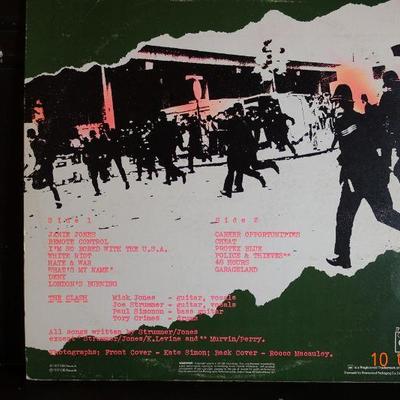 Side 1
JANIE JONES
REMOTE CONTROL
I'M SO BORED WITH THE U.S.A.
WHITE RIOT
HATE & WAR
WHAT'S MY NAME*
DENY
LONDON'S BURNING
Side 2
CAREER OPPORTUNITIES
CHEAT
PROTEX BLUE
POLICE & THIEVES**
48 HOURS
GARAGELAND
THE CLASH Mick Jones - guitar, vocals
Joe Strummer - guitar, vocals
Paul Simonon - bass guitar
Tory Crimes - drums
All songs written by Strummer/Jones
except *Strummer/Jones/K.Levine and** Murvin/Perry.
Photographs: Front Cover - Kate Simon; Back Cover - Rocco Macauley.
10